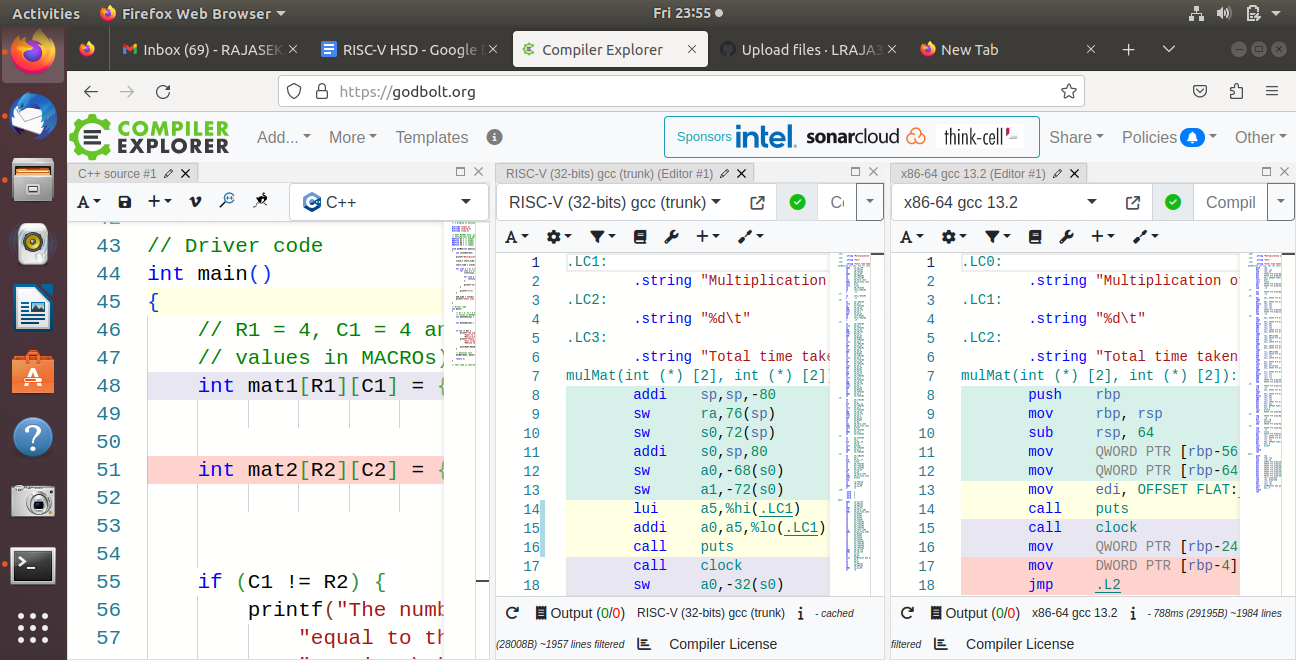 Activities Firefox Web Browser Fri 23:55
Inbox (69) - RAJASEK RISC-V HSD - Google Compiler Explorer Upload files · LRAJA3 New Tab
https://godbolt.org
COMPILER EXPLORER Add... More Templates Sponsors intel. sonarcloud think-cell Share Policies Other
C++ source #1 RISC-V (32-bits) gcc (trunk) (Editor #1) x86-64 gcc 13.2 (Editor #1)
A C++ RISC-V (32-bits) gcc (trunk) x86-64 gcc 13.2 Compil
A A
43 // Driver code
44 int main()
45 {
46 // R1 = 4, C1 = 4 an
47 // values in MACROs)
48 int mat1[R1][C1] = {
49
50
51 int mat2[R2][C2] = {
52
53
54
55 if (C1 != R2) {
56 printf("The numb
57 "equal to th
1 .LC1:
2 .string "Multiplication
3 .LC2:
4 .string "%d\t"
5 .LC3:
6 .string "Total time take
7 mulMat(int (*) [2], int (*) [2]
8 addi sp,sp,-80
9 sw ra,76(sp)
10 sw s0,72(sp)
11 addi s0,sp,80
12 sw a0,-68(s0)
13 sw a1,-72(s0)
14 lui a5,%hi(.LC1)
15 addi a0,a5,%lo(.LC1)
16 call puts
17 call clock
18 sw a0,-32(s0)
Output (0/0) RISC-V (32-bits) gcc (trunk) i - cached
(28008B) ~1957 lines filtered Compiler License
1 .LC0:
2 .string "Multiplication o
3 .LC1:
4 .string "%d\t"
5 .LC2:
6 .string "Total time taken
7 mulMat(int (*) [2], int (*) [2]):
8 push rbp
9 mov rbp, rsp
10 sub rsp, 64
11 mov QWORD PTR [rbp-56
12 mov QWORD PTR [rbp-64
13 mov edi, OFFSET FLAT:
14 call puts
15 call clock
16 mov QWORD PTR [rbp-24
17 mov DWORD PTR [rbp-4]
18 jmp .L2
Output (0/0) x86-64 gcc 13.2 i - 788ms (29195B) ~1984 lines
filtered Compiler License